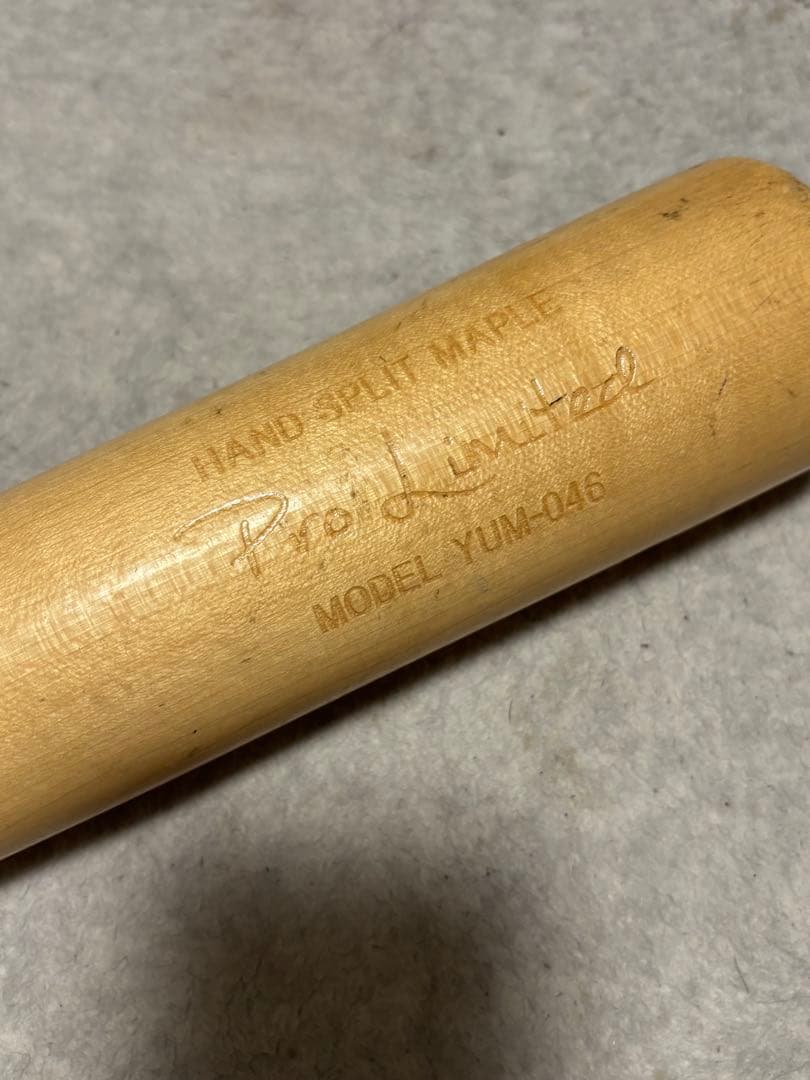 HAND SPLIT MAPLE
Pro Limited
MODEL YUM-046